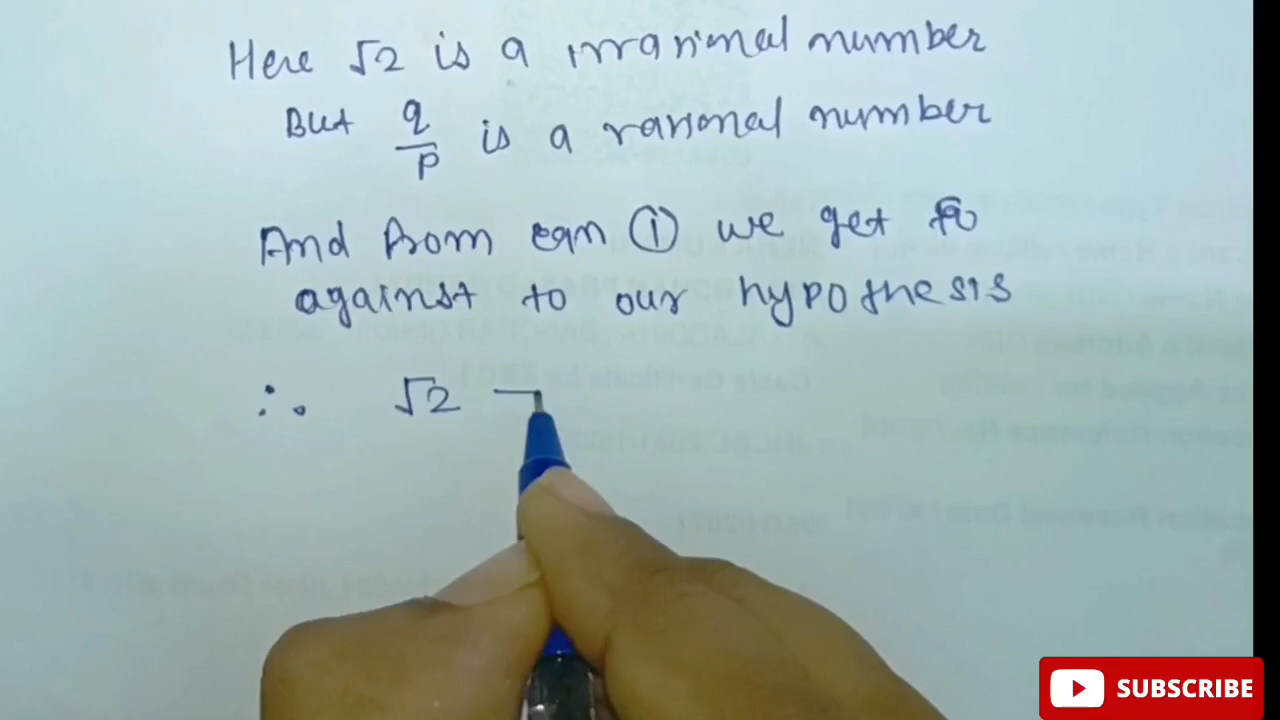 Here √2 is a irrational number
But q/p is a rational number
And from eqn ① we get
against to our hypothesis
∴ √2 —
SUBSCRIBE